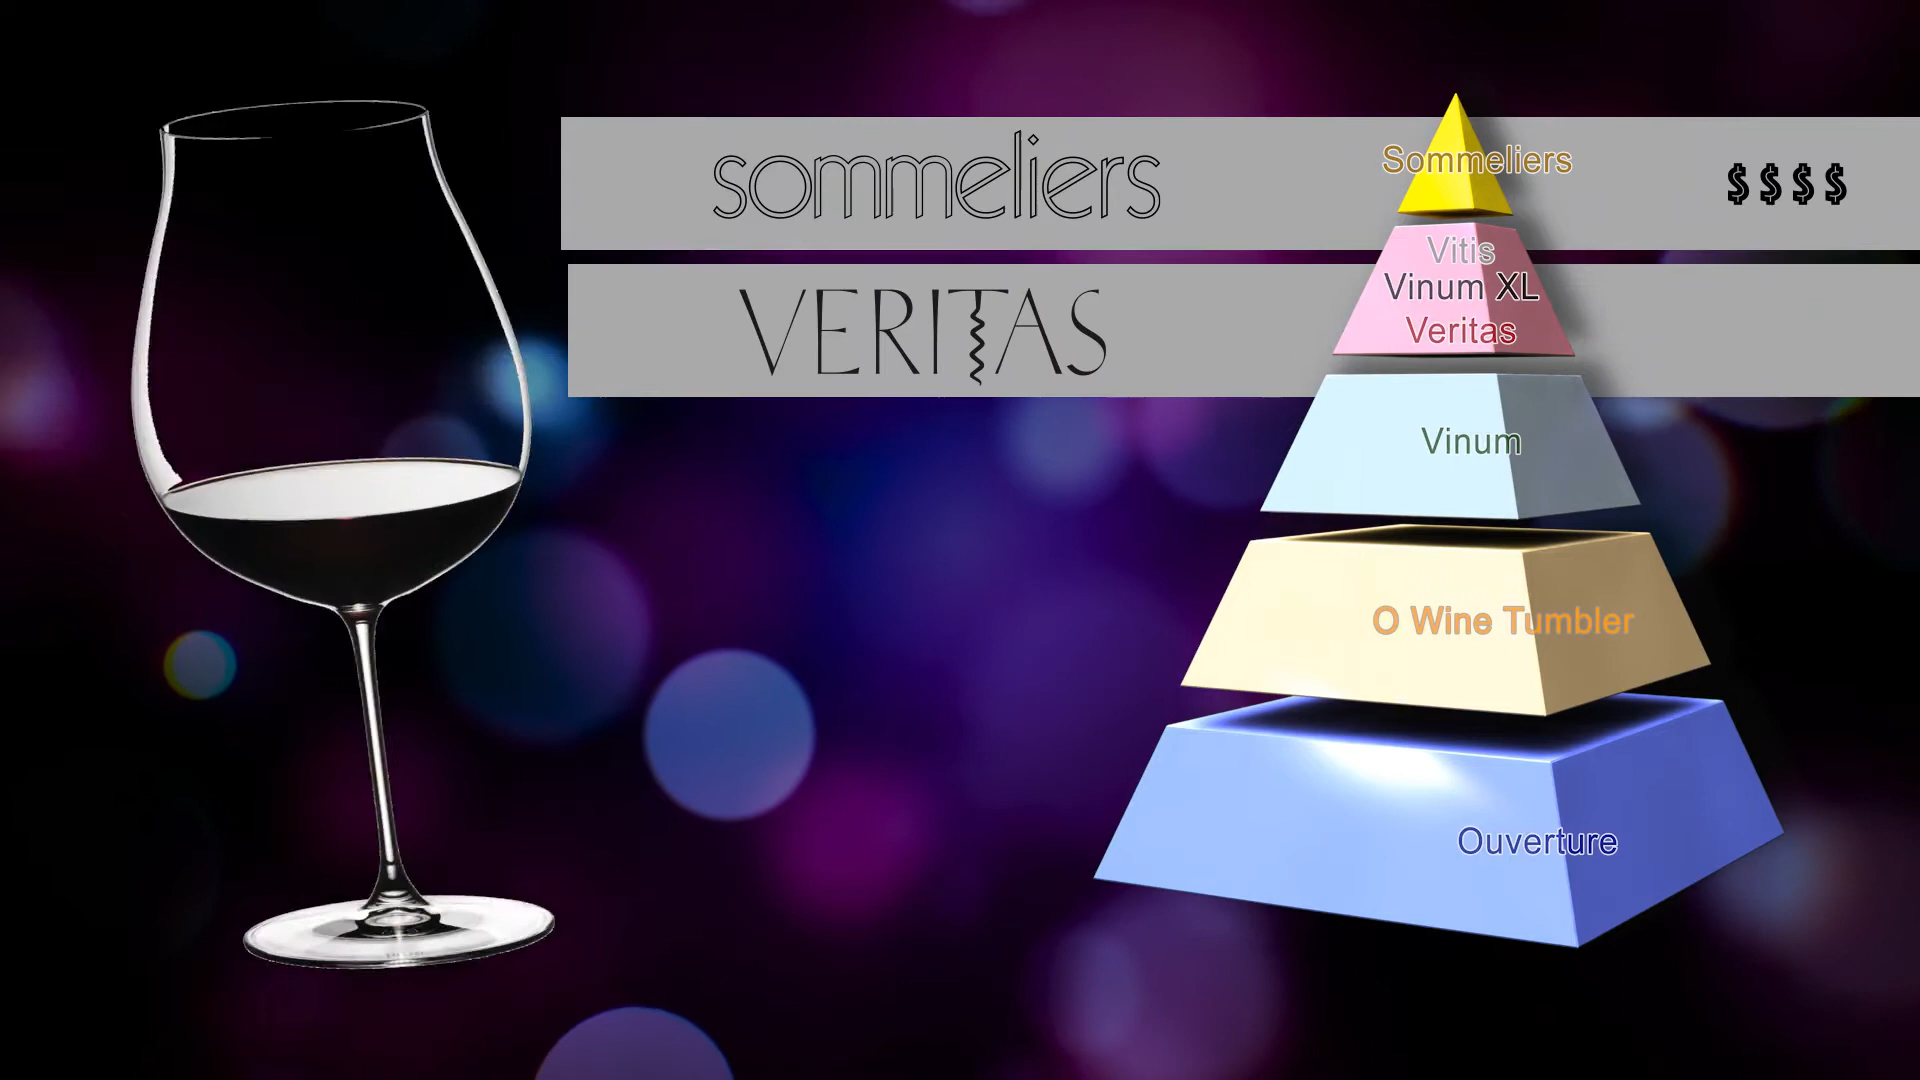 sommeliers
VERITAS
Sommeliers
$ $ $ $
Vitis
Vinum XL
Veritas
Vinum
O Wine Tumbler
Ouverture